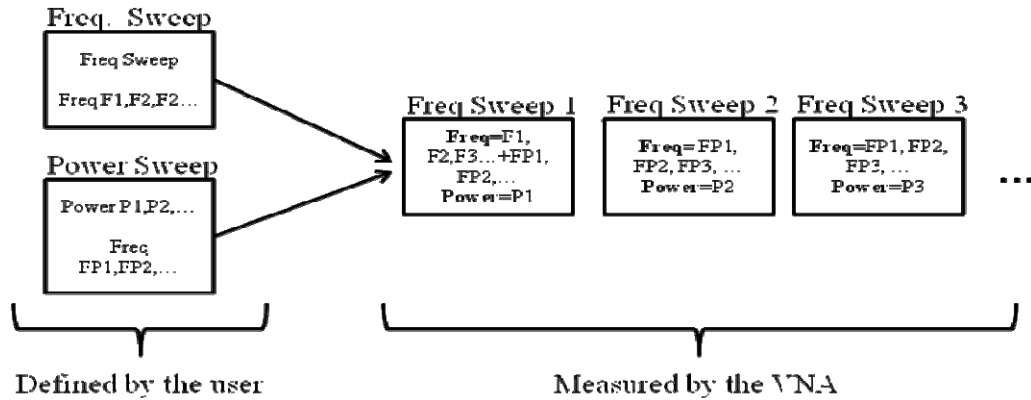 Freq. Sweep
Freq Sweep
Freq F1,F2,F2...
Power Sweep
Power P1,P2,...
Freq
FP1,FP2,...
Freq Sweep 1
Freq=F1,
F2,F3...+FP1,
FP2,...
Power=P1
Freq Sweep 2
Freq=FP1,
FP2, FP3, ...
Power=P2
Freq Sweep 3
Freq=FP1, FP2,
FP3, ...
Power=P3
...
Defined by the user
Measured by the VNA